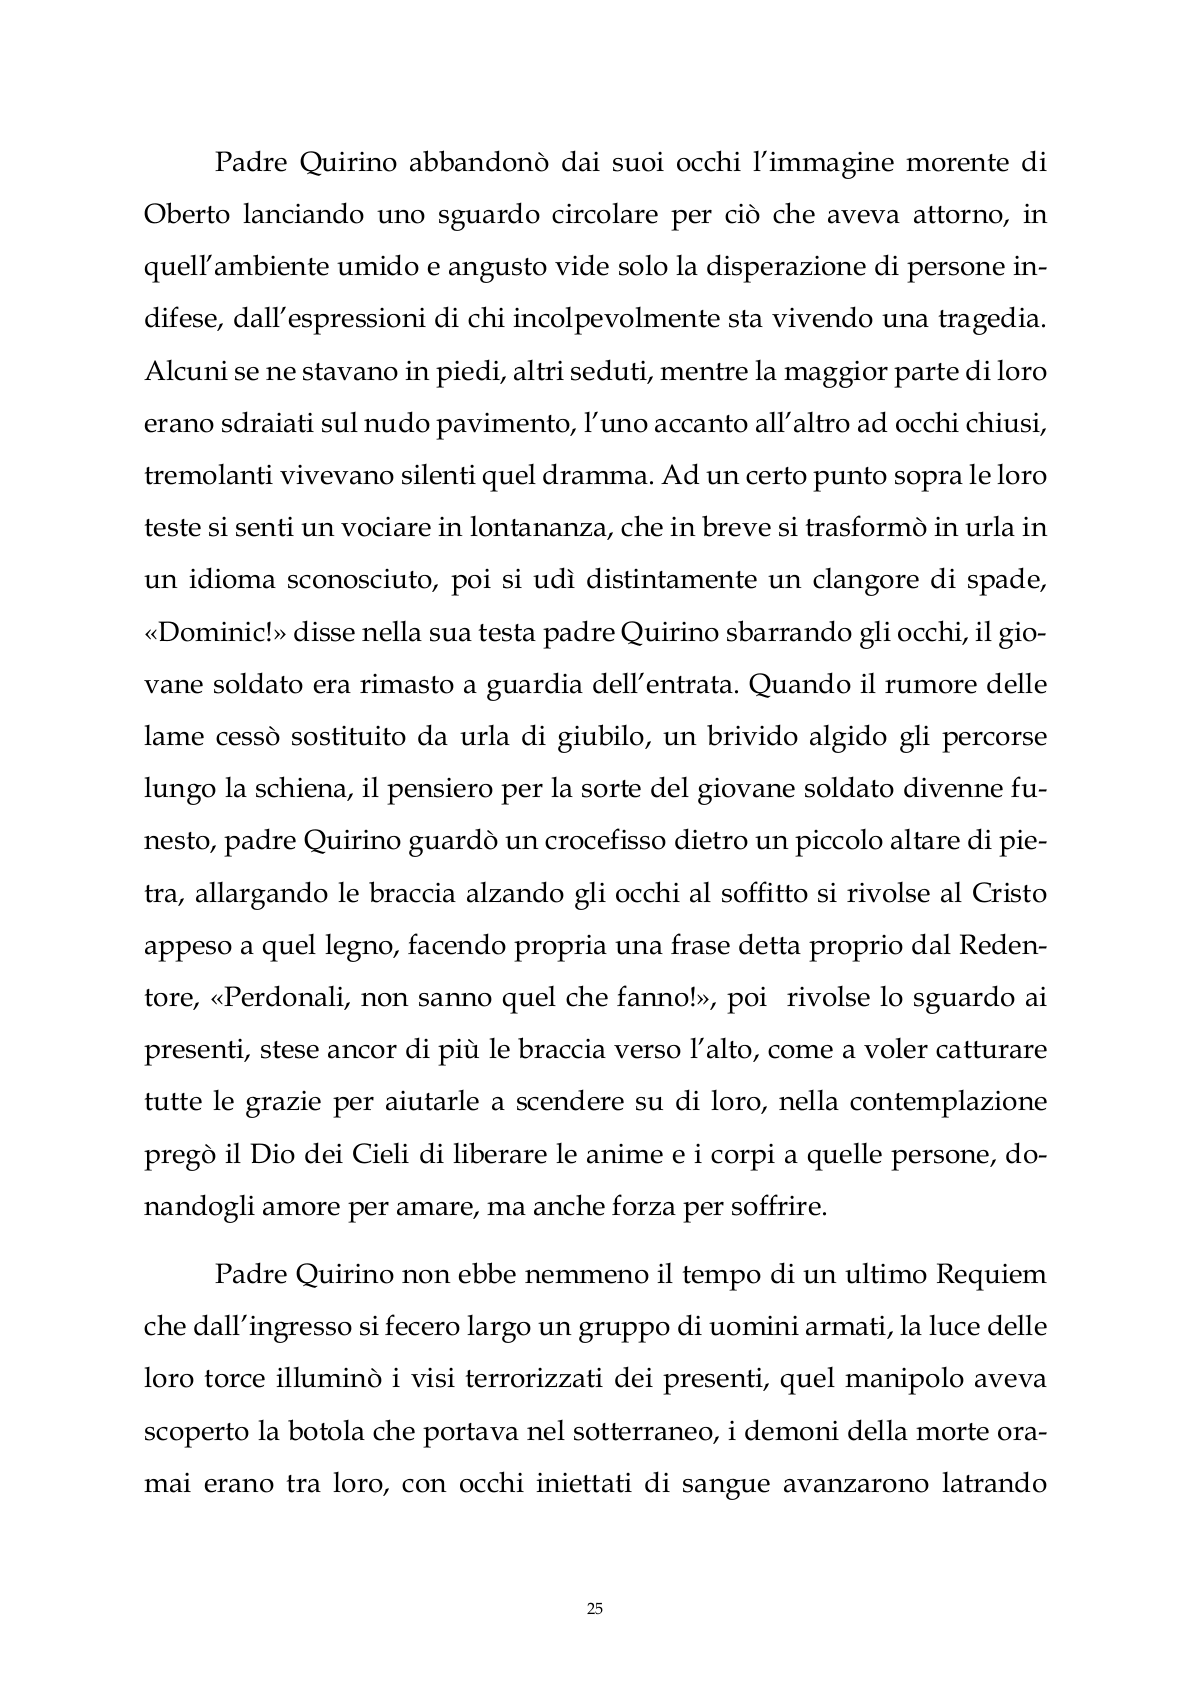 Padre Quirino abbandonò dai suoi occhi l’immagine morente di
Oberto lanciando uno sguardo circolare per ciò che aveva attorno, in
quell’ambiente umido e angusto vide solo la disperazione di persone in-
difese, dall’espressioni di chi incolpevolmente sta vivendo una tragedia.
Alcuni se ne stavano in piedi, altri seduti, mentre la maggior parte di loro
erano sdraiati sul nudo pavimento, l’uno accanto all’altro ad occhi chiusi,
tremolanti vivevano silenti quel dramma. Ad un certo punto sopra le loro
teste si senti un vociare in lontananza, che in breve si trasformò in urla in
un idioma sconosciuto, poi si udì distintamente un clangore di spade,
«Dominic!» disse nella sua testa padre Quirino sbarrando gli occhi, il gio-
vane soldato era rimasto a guardia dell’entrata. Quando il rumore delle
lame cessò sostituito da urla di giubilo, un brivido algido gli percorse
lungo la schiena, il pensiero per la sorte del giovane soldato divenne fu-
nesto, padre Quirino guardò un crocefisso dietro un piccolo altare di pie-
tra, allargando le braccia alzando gli occhi al soffitto si rivolse al Cristo
appeso a quel legno, facendo propria una frase detta proprio dal Reden-
tore, «Perdonali, non sanno quel che fanno!», poi  rivolse lo sguardo ai
presenti, stese ancor di più le braccia verso l’alto, come a voler catturare
tutte le grazie per aiutarle a scendere su di loro, nella contemplazione
pregò il Dio dei Cieli di liberare le anime e i corpi a quelle persone, do-
nandogli amore per amare, ma anche forza per soffrire.
Padre Quirino non ebbe nemmeno il tempo di un ultimo Requiem
che dall’ingresso si fecero largo un gruppo di uomini armati, la luce delle
loro torce illuminò i visi terrorizzati dei presenti, quel manipolo aveva
scoperto la botola che portava nel sotterraneo, i demoni della morte ora-
mai erano tra loro, con occhi iniettati di sangue avanzarono latrando
25